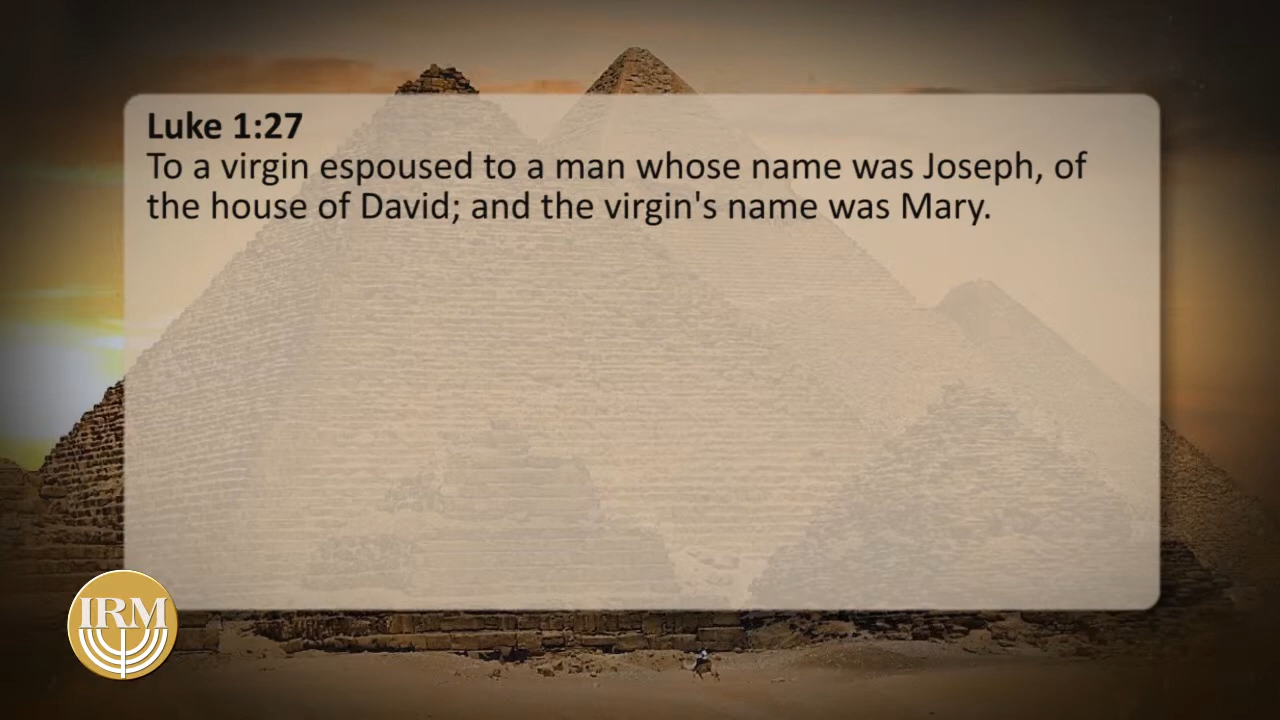 Luke 1:27
To a virgin espoused to a man whose name was Joseph, of
the house of David; and the virgin's name was Mary.
IRM